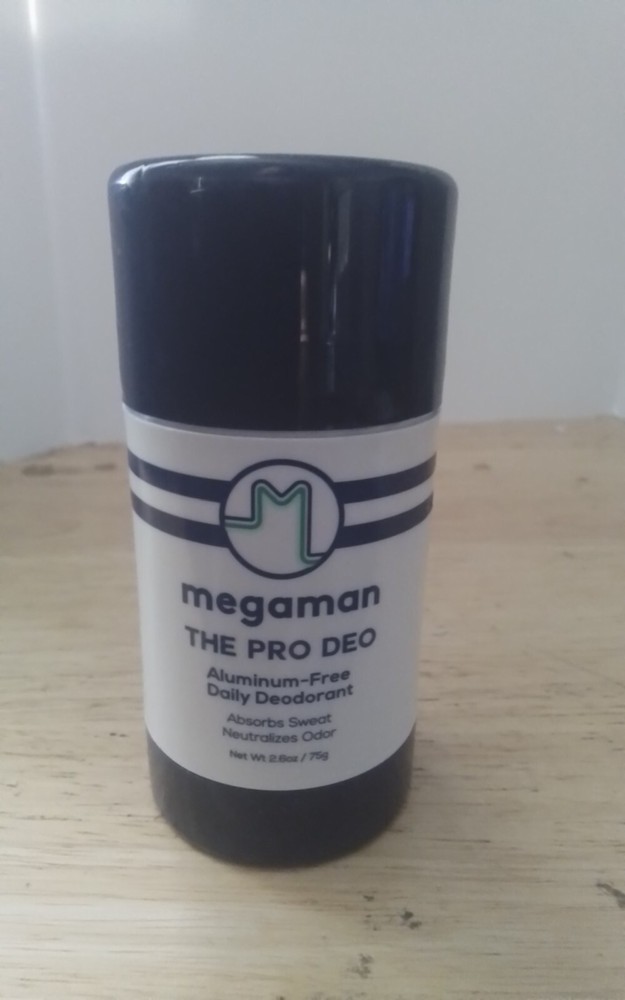 M
megaman
THE PRO DEO
Aluminum-Free
Daily Deodorant
Absorbs Sweat
Neutralizes Odor
Net Wt 2.6oz / 75g